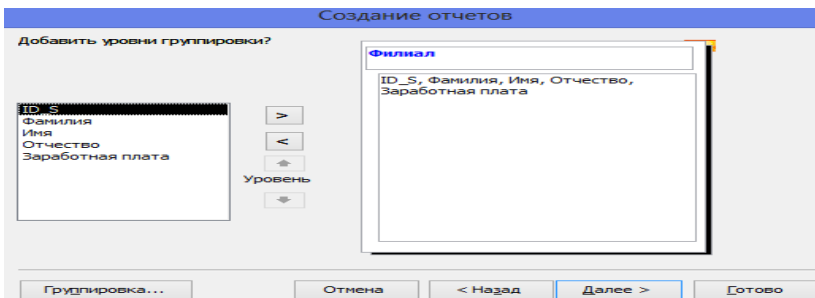 Создание отчетов
Добавить уровни группировки?
Филиал
ID_S, Фамилия, Имя, Отчество,
Заработная плата
ID_S
Фамилия
Имя
Отчество
Заработная плата
>
<
Уровень
Группировка...
Отмена
< Назад
Далее >
Готово